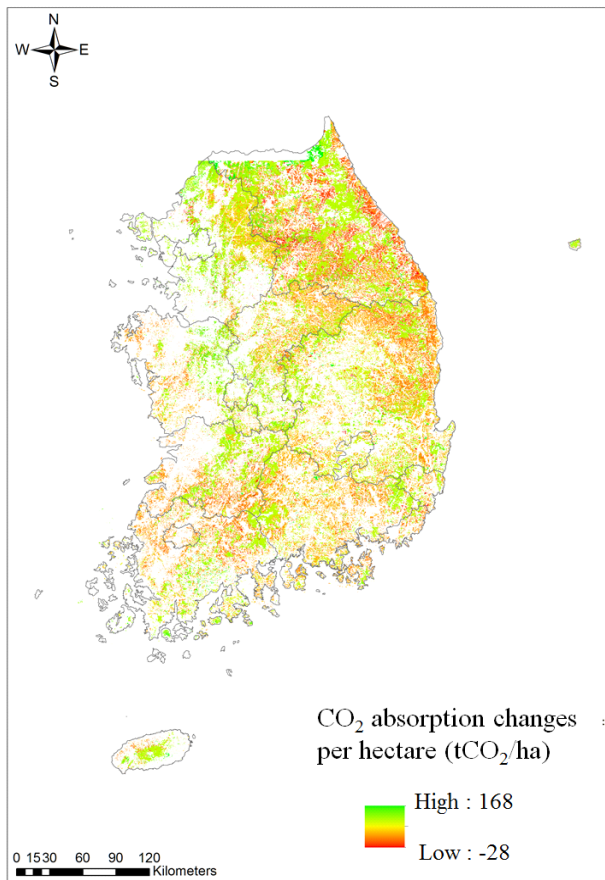 N
W E
S
CO₂ absorption changes
per hectare (tCO₂/ha)
High : 168
Low : -28
0 15 30 60 90 120
Kilometers